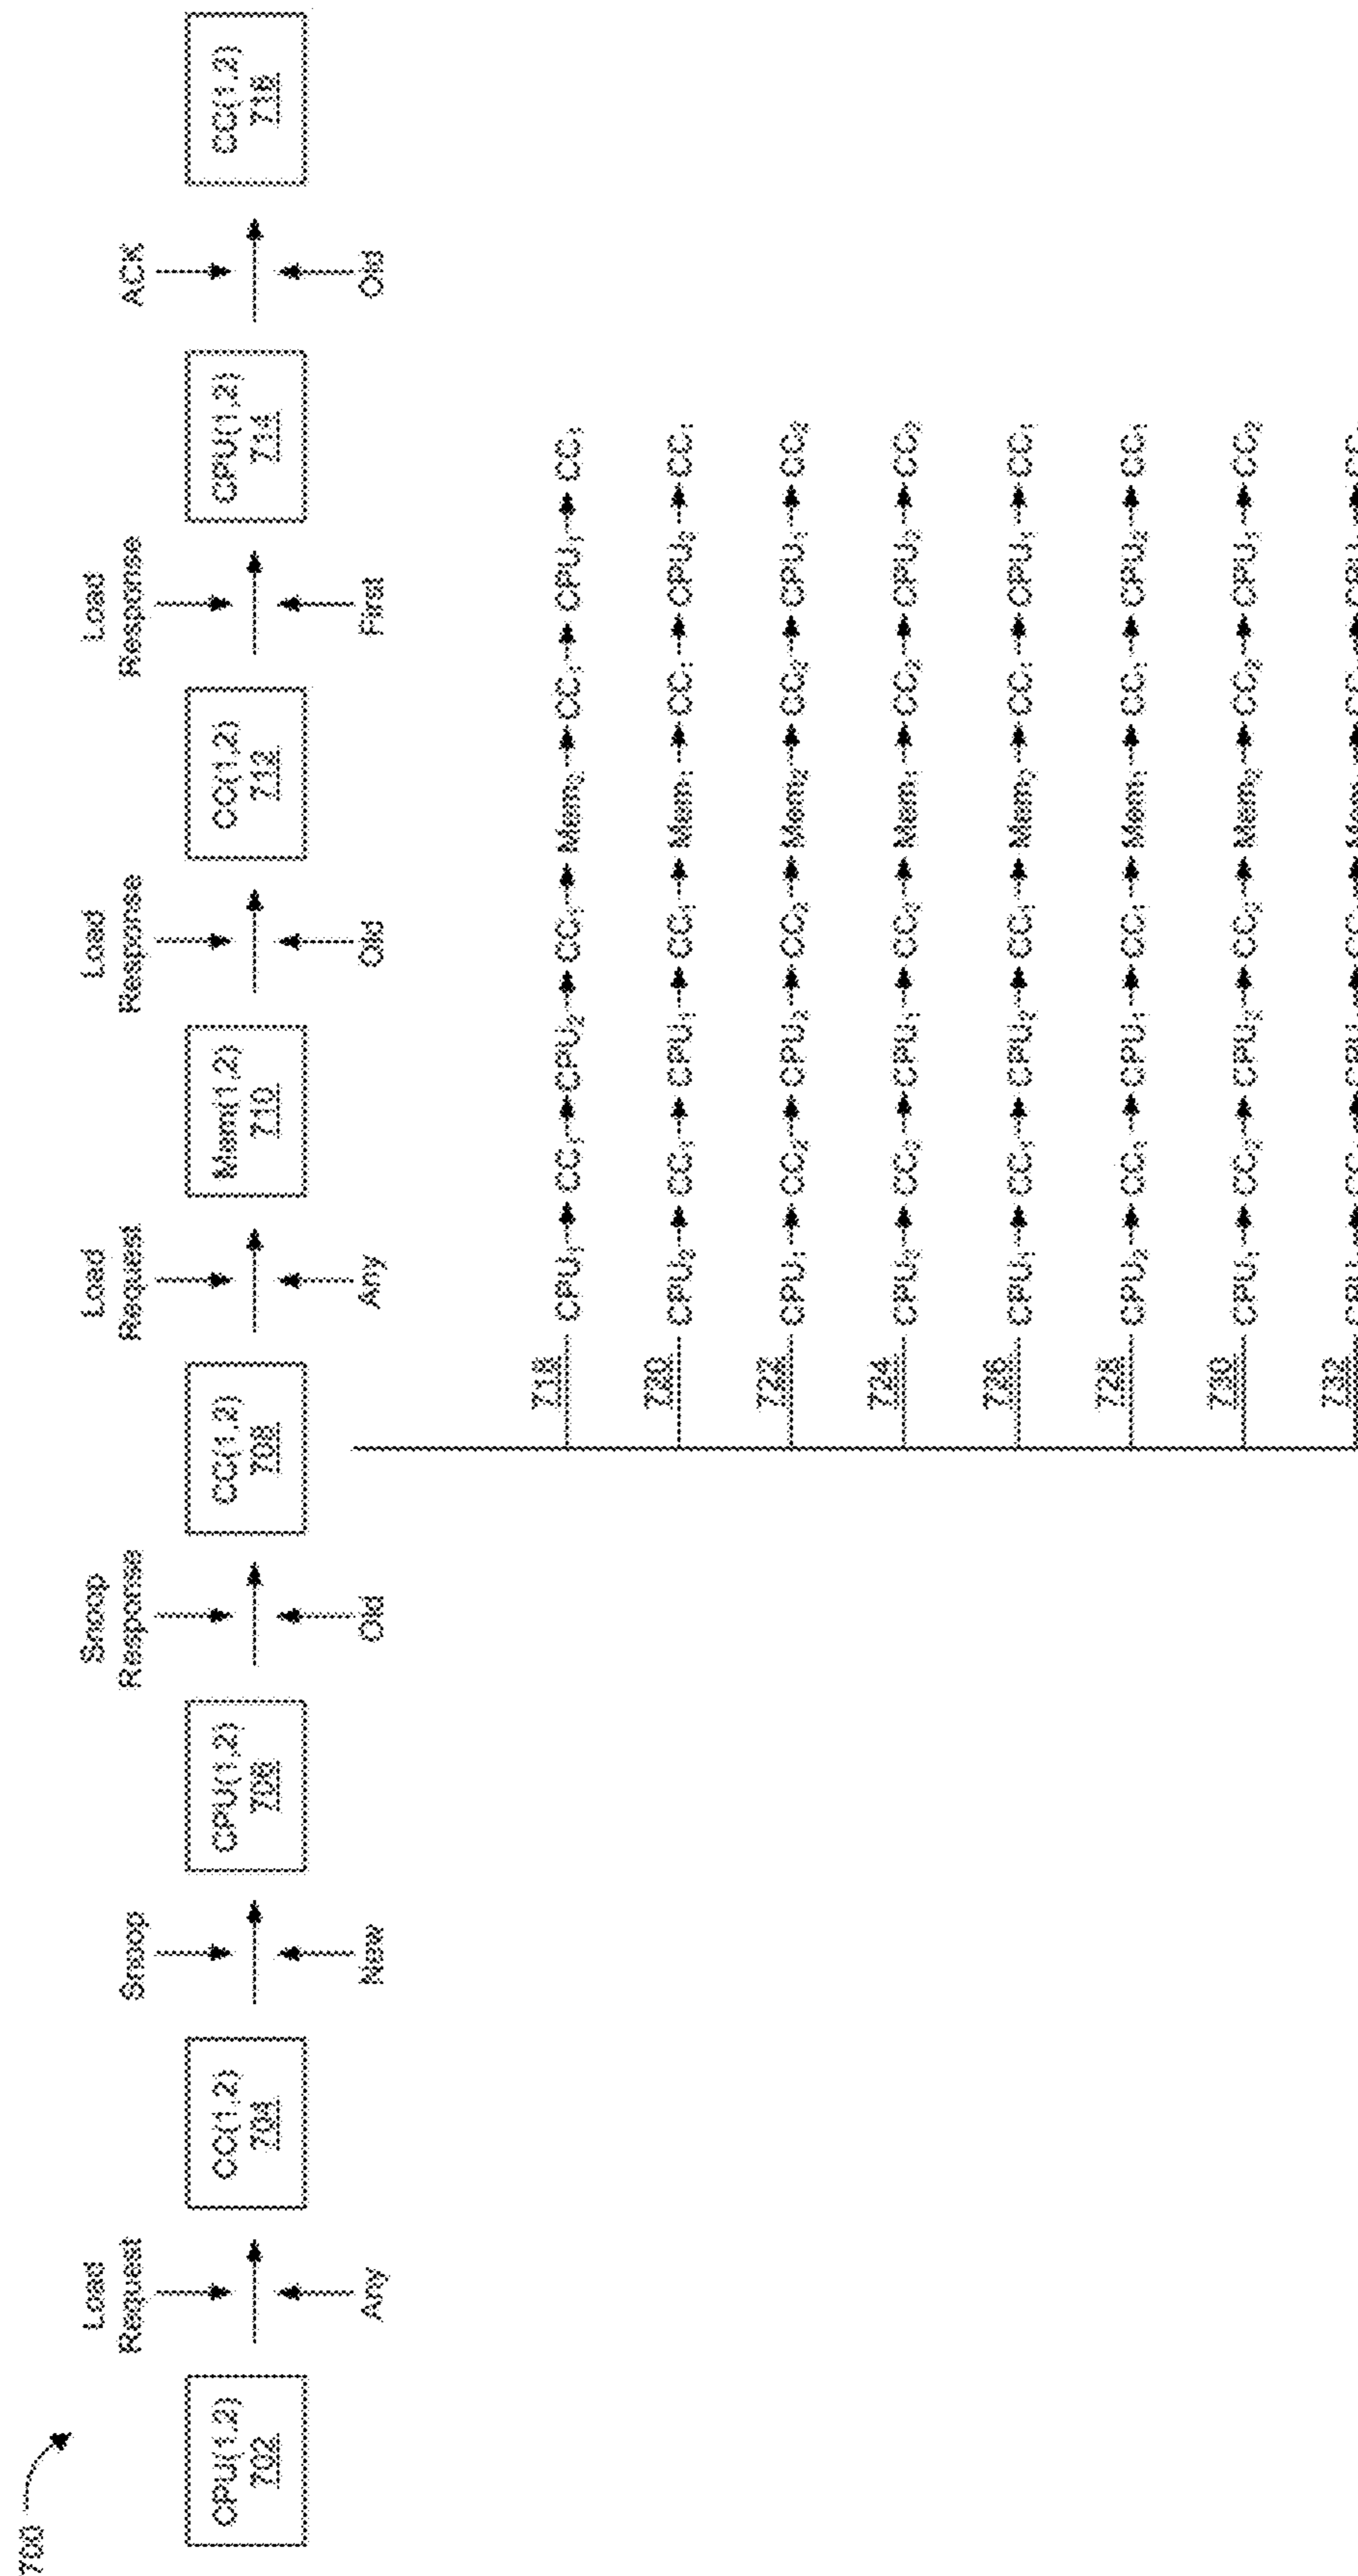 700
Load Request
Snoop
Snoop Response
Load Request
Load Response
Load Response
ACK
CPU(1,2) 702
CC(1,2) 704
CPU(1,2) 706
CC(1,2) 708
Mem(1,2) 710
CC(1,2) 712
CPU(1,2) 714
CC(1,2) 716
Any
New
Old
Any
Old
First
Old
718 CPU₁ → CC₁ → CPU₂ → CC₁ → Mem → CC₁ → CPU₁ → CC₁
720 CPU₂ → CC₁ → CPU₁ → CC₁ → Mem₁ → CC₁ → CPU₂ → CC₁
722 CPU₁ → CC₂ → CPU₂ → CC₂ → Mem₂ → CC₂ → CPU₁ → CC₂
724 CPU₂ → CC₂ → CPU₁ → CC₂ → Mem → CC₂ → CPU₂ → CC₂
726 CPU₁ → CC₁ → CPU₂ → CC₁ → Mem → CC₁ → CPU₁ → CC₁
728 CPU₂ → CC₁ → CPU₁ → CC₁ → Mem → CC₁ → CPU₂ → CC₁
730 CPU₁ → CC₂ → CPU₂ → CC₂ → Mem → CC₂ → CPU₁ → CC₂
732